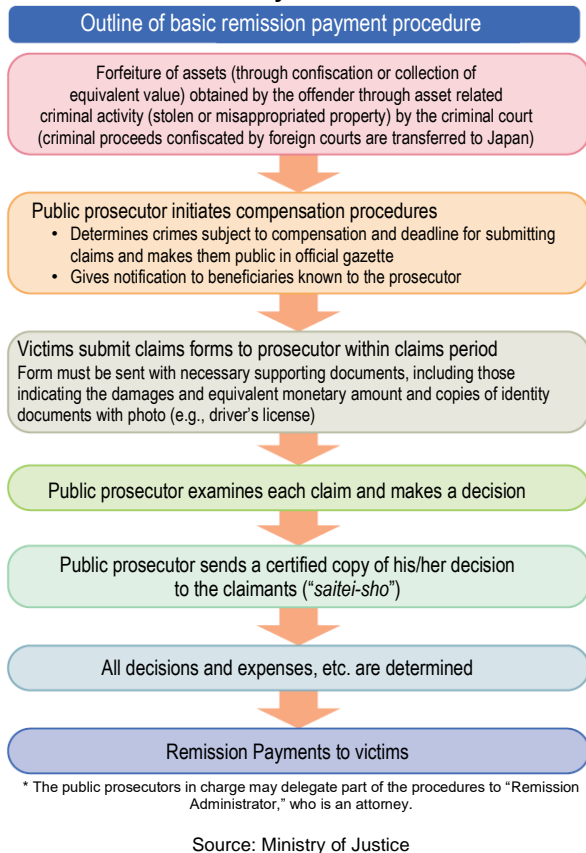 Outline of basic remission payment procedure
Forfeiture of assets (through confiscation or collection of
equivalent value) obtained by the offender through asset related
criminal activity (stolen or misappropriated property) by the criminal court
(criminal proceeds confiscated by foreign courts are transferred to Japan)
Public prosecutor initiates compensation procedures
• Determines crimes subject to compensation and deadline for submitting
claims and makes them public in official gazette
• Gives notification to beneficiaries known to the prosecutor
Victims submit claims forms to prosecutor within claims period
Form must be sent with necessary supporting documents, including those
indicating the damages and equivalent monetary amount and copies of identity
documents with photo (e.g., driver's license)
Public prosecutor examines each claim and makes a decision
Public prosecutor sends a certified copy of his/her decision
to the claimants ("saitei-sho")
All decisions and expenses, etc. are determined
Remission Payments to victims
* The public prosecutors in charge may delegate part of the procedures to "Remission
Administrator," who is an attorney.
Source: Ministry of Justice